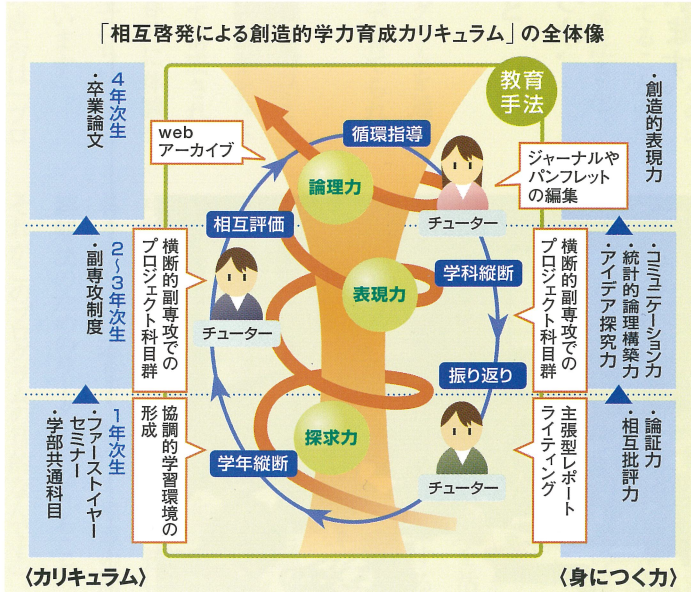 「相互啓発による創造的学力育成カリキュラム」の全体像
教育
手法
4年次生
・卒業論文
web
アーカイブ
循環指導
論理力
ジャーナルや
パンフレット
の編集
チューター
・創造的表現力
相互評価
2〜3年次生
・副専攻制度
横断的副専攻での
プロジェクト科目群
チューター
表現力
学科縦断
横断的副専攻での
プロジェクト科目群
・コミュニケーション力
・統計的論理構築力
・アイデア探究力
振り返り
1年次生
・ファーストイヤー
セミナー
・学部共通科目
協調的学習環境の
形成
学年縦断
探求力
チューター
主張型レポート
ライティング
・論証力
・相互批評力
〈カリキュラム〉
〈身につく力〉